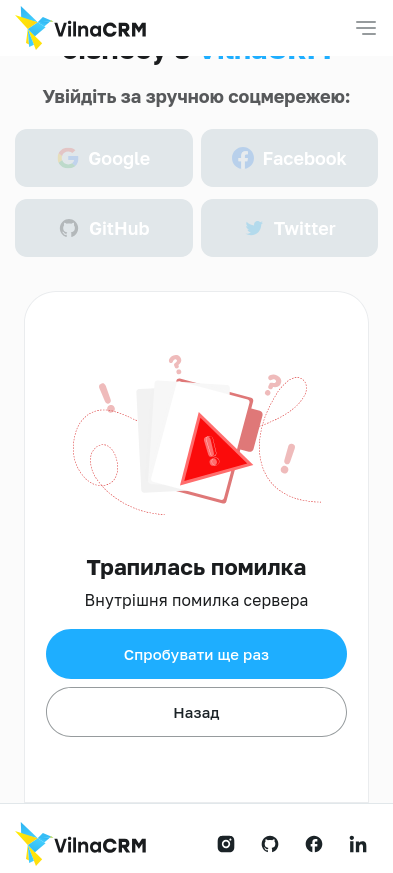 VilnaCRM
бізнесу з VilnaCRM
Увійдіть за зручною соцмережею:
Google
Facebook
GitHub
Twitter
Трапилась помилка
Внутрішня помилка сервера
Спробувати ще раз
Назад
VilnaCRM